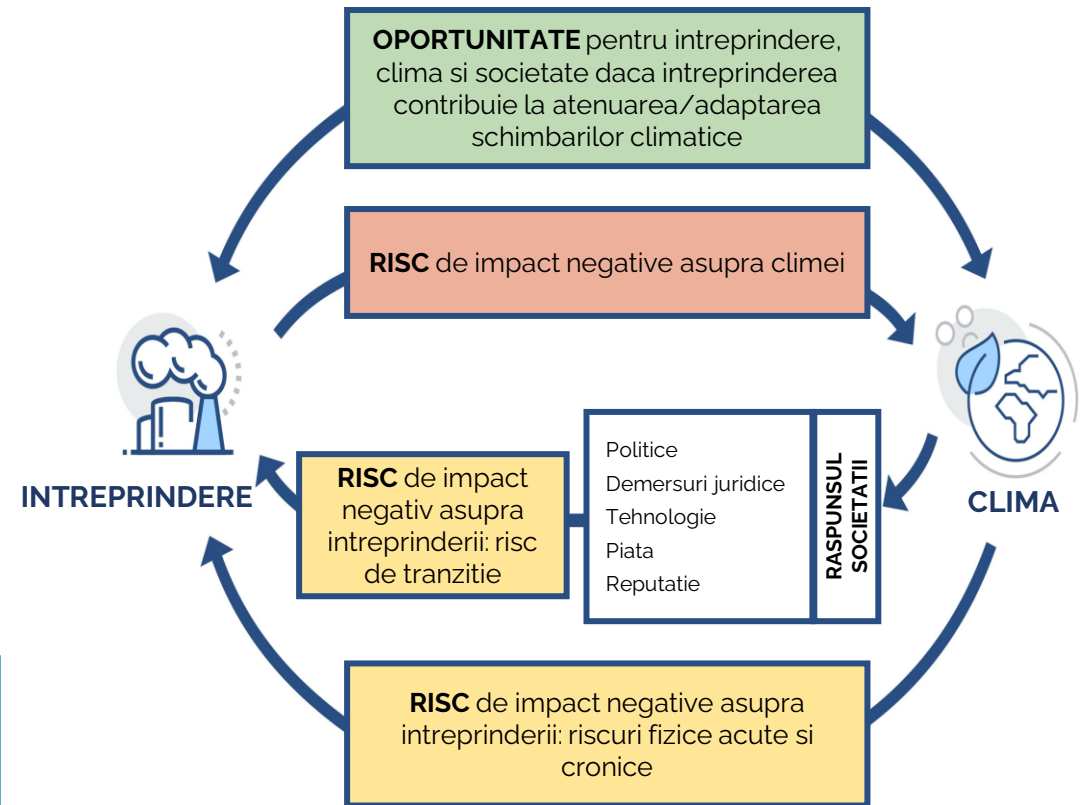 OPORTUNITATE pentru intreprindere,
clima si societate daca intreprinderea
contribuie la atenuarea/adaptarea
schimbarilor climatice
RISC de impact negative asupra climei
INTREPRINDERE
RISC de impact
negativ asupra
intreprinderii: risc
de tranzitie
Politice
Demersuri juridice
Tehnologie
Piata
Reputatie
RASPUNSUL
SOCIETATII
CLIMA
RISC de impact negative asupra
intreprinderii: riscuri fizice acute si
cronice